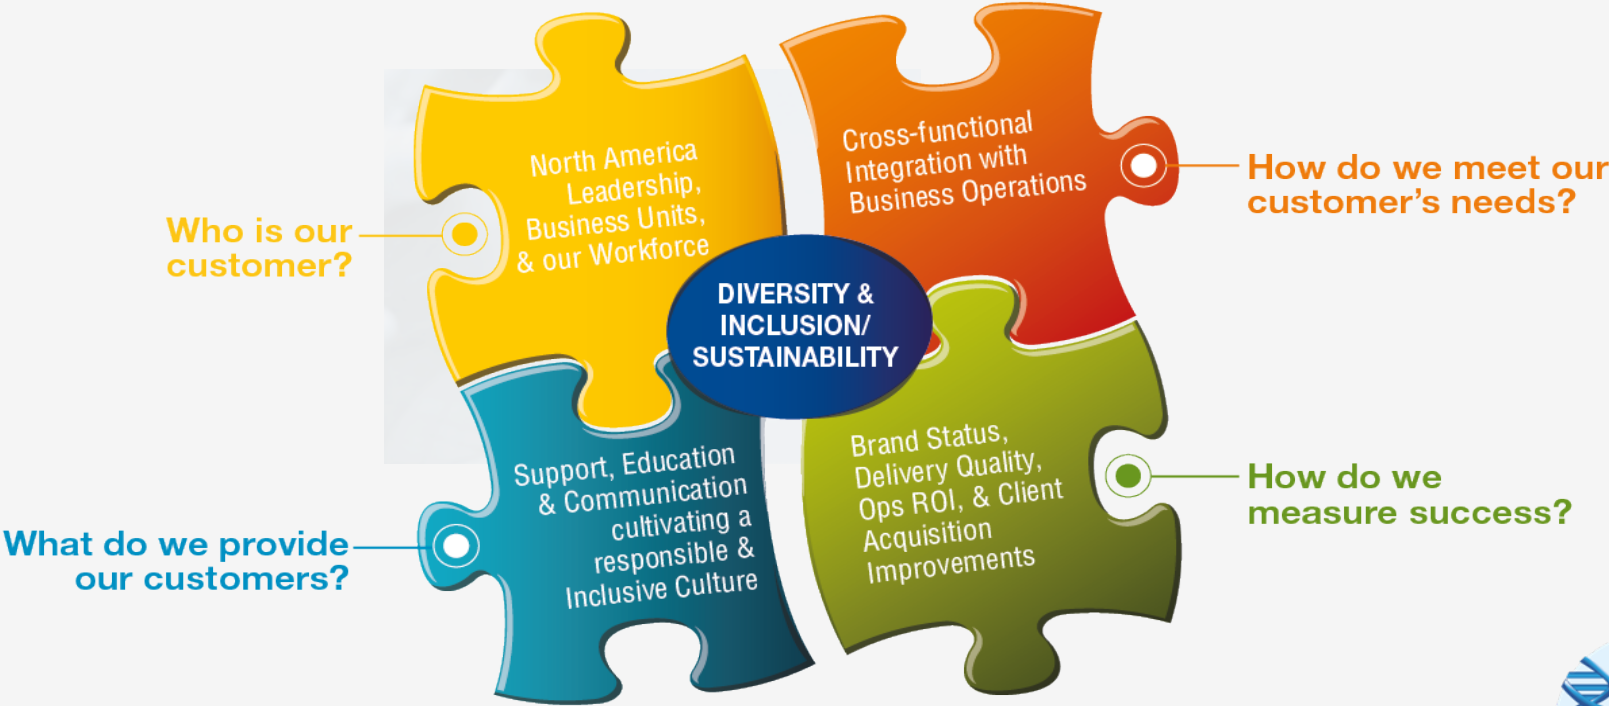 Who is our
customer?
North America
Leadership,
Business Units,
& our Workforce
Cross-functional
Integration with
Business Operations
How do we meet our
customer's needs?
DIVERSITY &
INCLUSION/
SUSTAINABILITY
What do we provide
our customers?
Support, Education
& Communication
cultivating a
responsible &
Inclusive Culture
Brand Status,
Delivery Quality,
Ops ROI, & Client
Acquisition
Improvements
How do we
measure success?